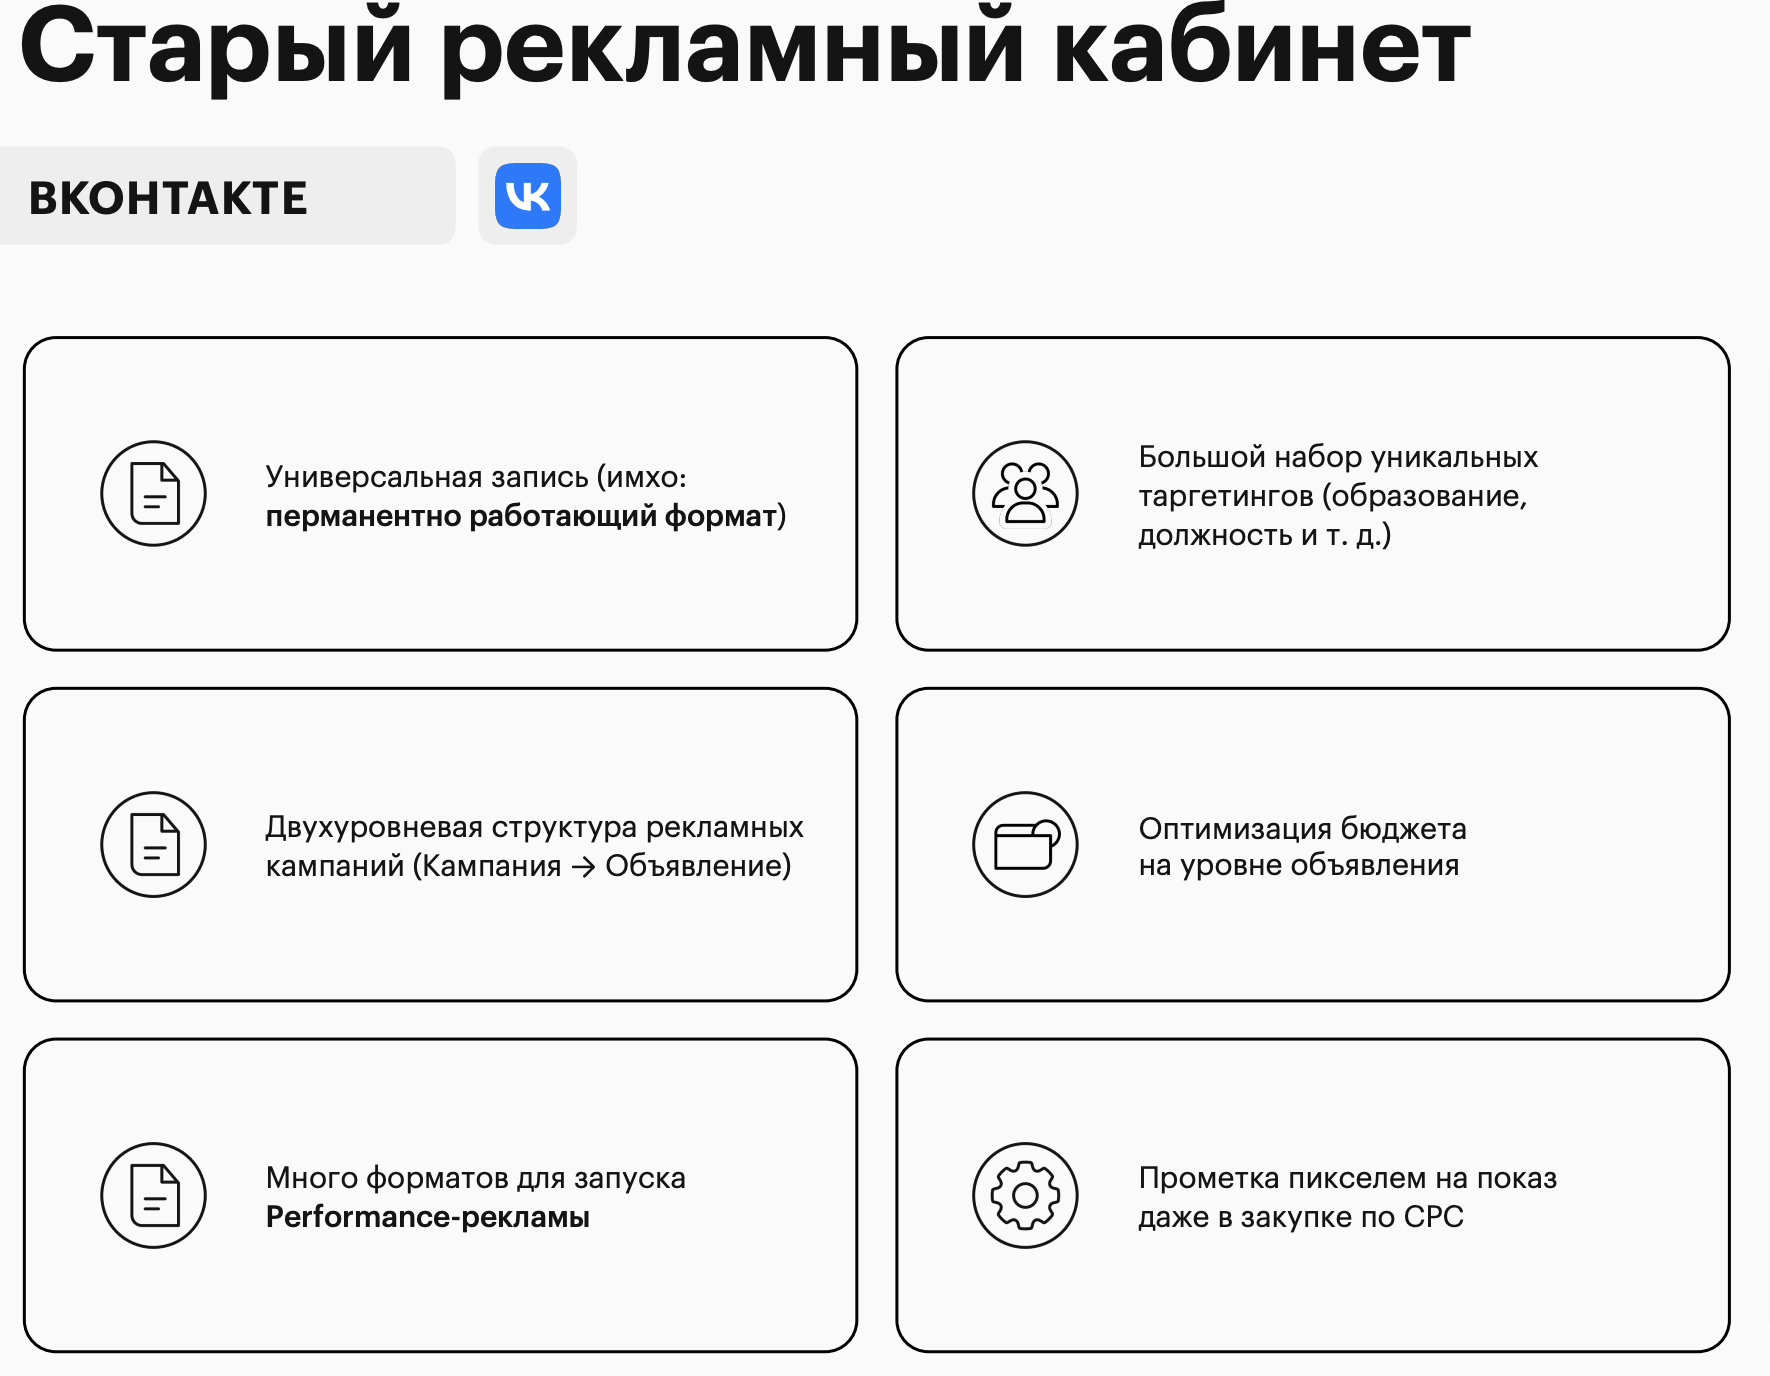 Старый рекламный кабинет
ВКОНТАКТЕ
VK
Универсальная запись (имхо:
перманентно работающий формат)
Большой набор уникальных
таргетингов (образование,
должность и т. д.)
Двухуровневая структура рекламных
кампаний (Кампания → Объявление)
Оптимизация бюджета
на уровне объявления
Много форматов для запуска
Performance-рекламы
Прометка пикселем на показ
даже в закупке по CPC